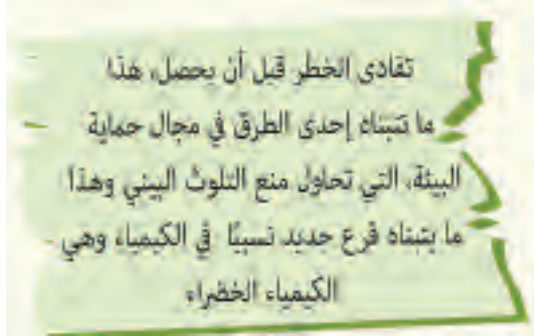 تفادى الخطر قبل أن يحصل، هذا
ما تتبناه إحدى الطرق في مجال حماية
البيئة، التي تحاول منع التلوث البيئي وهذا
ما يتبناه فرع جديد نسبيًا في الكيمياء وهي
الكيمياء الخضراء